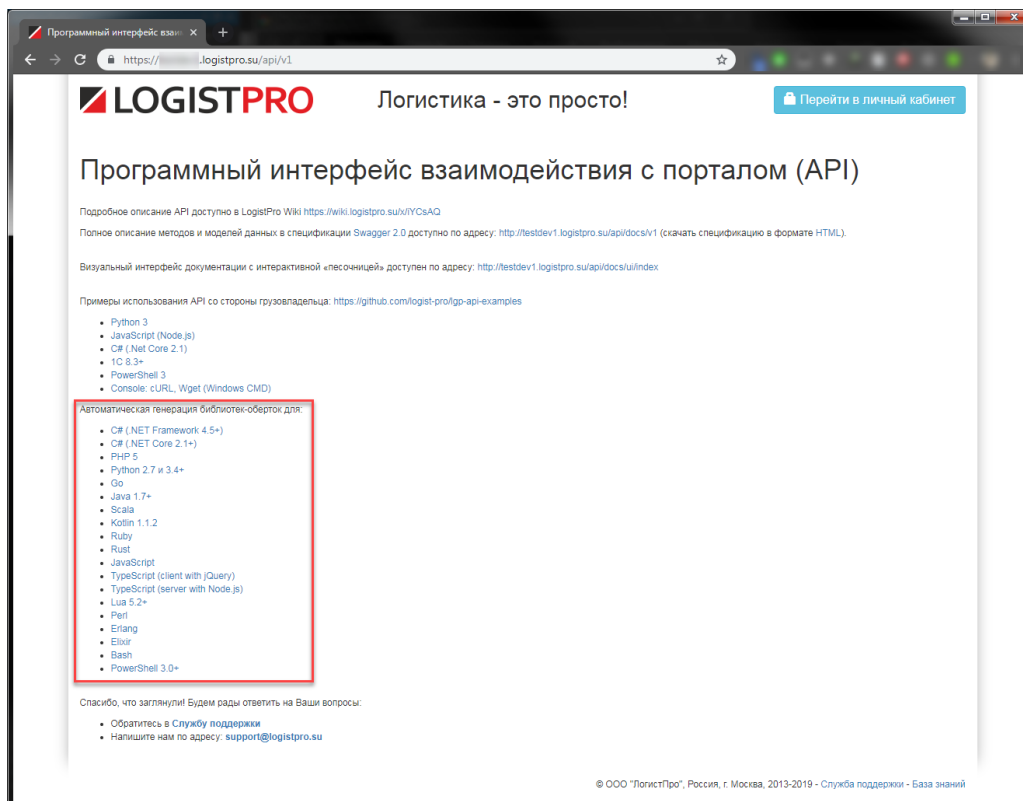 Программный интерфейс взаи
https:// .logistpro.su/api/v1
LOGISTPRO
Логистика - это просто!
Перейти в личный кабинет
Программный интерфейс взаимодействия с порталом (API)
Подробное описание API доступно в LogistPro Wiki https://wiki.logistpro.su/x/iYCsAQ
Полное описание методов и моделей данных в спецификации Swagger 2.0 доступно по адресу: http://testdev1.logistpro.su/api/docs/v1 (скачать спецификацию в формате HTML).
Визуальный интерфейс документации с интерактивной «песочницей» доступен по адресу: http://testdev1.logistpro.su/api/docs/ui/index
Примеры использования API со стороны грузовладельца: https://github.com/logist-pro/lgp-api-examples
Python 3
JavaScript (Node.js)
C# (.Net Core 2.1)
1C 8.3+
PowerShell 3
Console: cURL, Wget (Windows CMD)
Автоматическая генерация библиотек-оберток для:
C# (.NET Framework 4.5+)
C# (.NET Core 2.1+)
PHP 5
Python 2.7 и 3.4+
Go
Java 1.7+
Scala
Kotlin 1.1.2
Ruby
Rust
JavaScript
TypeScript (client with jQuery)
TypeScript (server with Node.js)
Lua 5.2+
Perl
Erlang
Elixir
Bash
PowerShell 3.0+
Спасибо, что заглянули! Будем рады ответить на Ваши вопросы:
Обратитесь в Службу поддержки
Напишите нам по адресу: support@logistpro.su
© ООО "ЛогистПро", Россия, г. Москва, 2013-2019 - Служба поддержки - База знаний